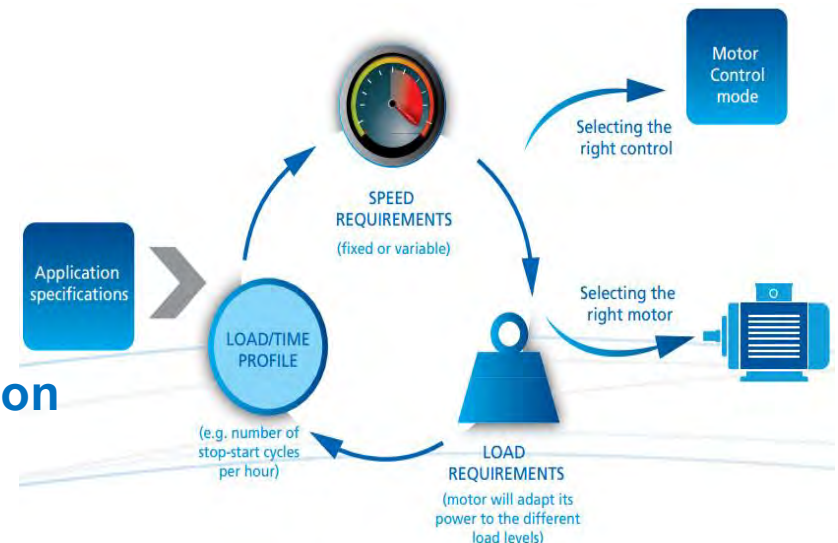 Motor
Control
mode
Selecting the
right control
SPEED
REQUIREMENTS
(fixed or variable)
Application
specifications
LOAD/TIME
PROFILE
Selecting the
right motor
on
(e.g. number of
stop-start cycles
per hour)
LOAD
REQUIREMENTS
(motor will adapt its
power to the different
load levels)